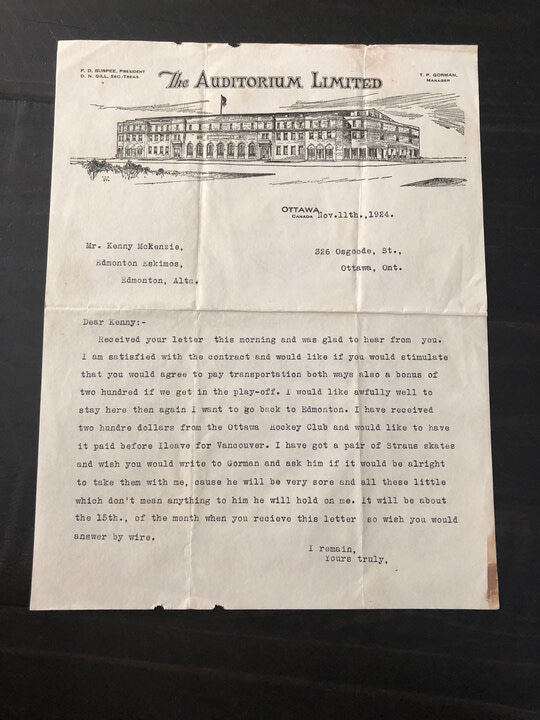 F. D. BURPEE, PRESIDENT
D. N. GILL, SEC.-TREAS.
The AUDITORIUM LIMITED
T. P. GORMAN,
MANAGER
OTTAWA,
CANADA
Nov.11th.,1924.
Mr. Kenny McKenzie,
Edmonton Eskimos,
Edmonton, Alta.
326 Osgoode, St.,
Ottawa, Ont.
Dear Kenny:-
Received your letter this morning and was glad to hear from you.
I am satisfied with the contract and would like if you would stimulate
that you would agree to pay transportation both ways also a bonus of
two hundred if we get in the play-off. I would like awfully well to
stay here then again I want to go back to Edmonton. I have received
two hundre dollars from the Ottawa Hockey Club and would like to have
it paid before Ileave for Vancouver. I have got a pair of Straus skates
and wish you would write to Gorman and ask him if it would be alright
to take them with me, cause he will be very sore and all these little
which don't mean anything to him he will hold on me. It will be about
the 15th., of the month when you recieve this letter so wish you would
answer by wire.
I remain,
Yours truly,